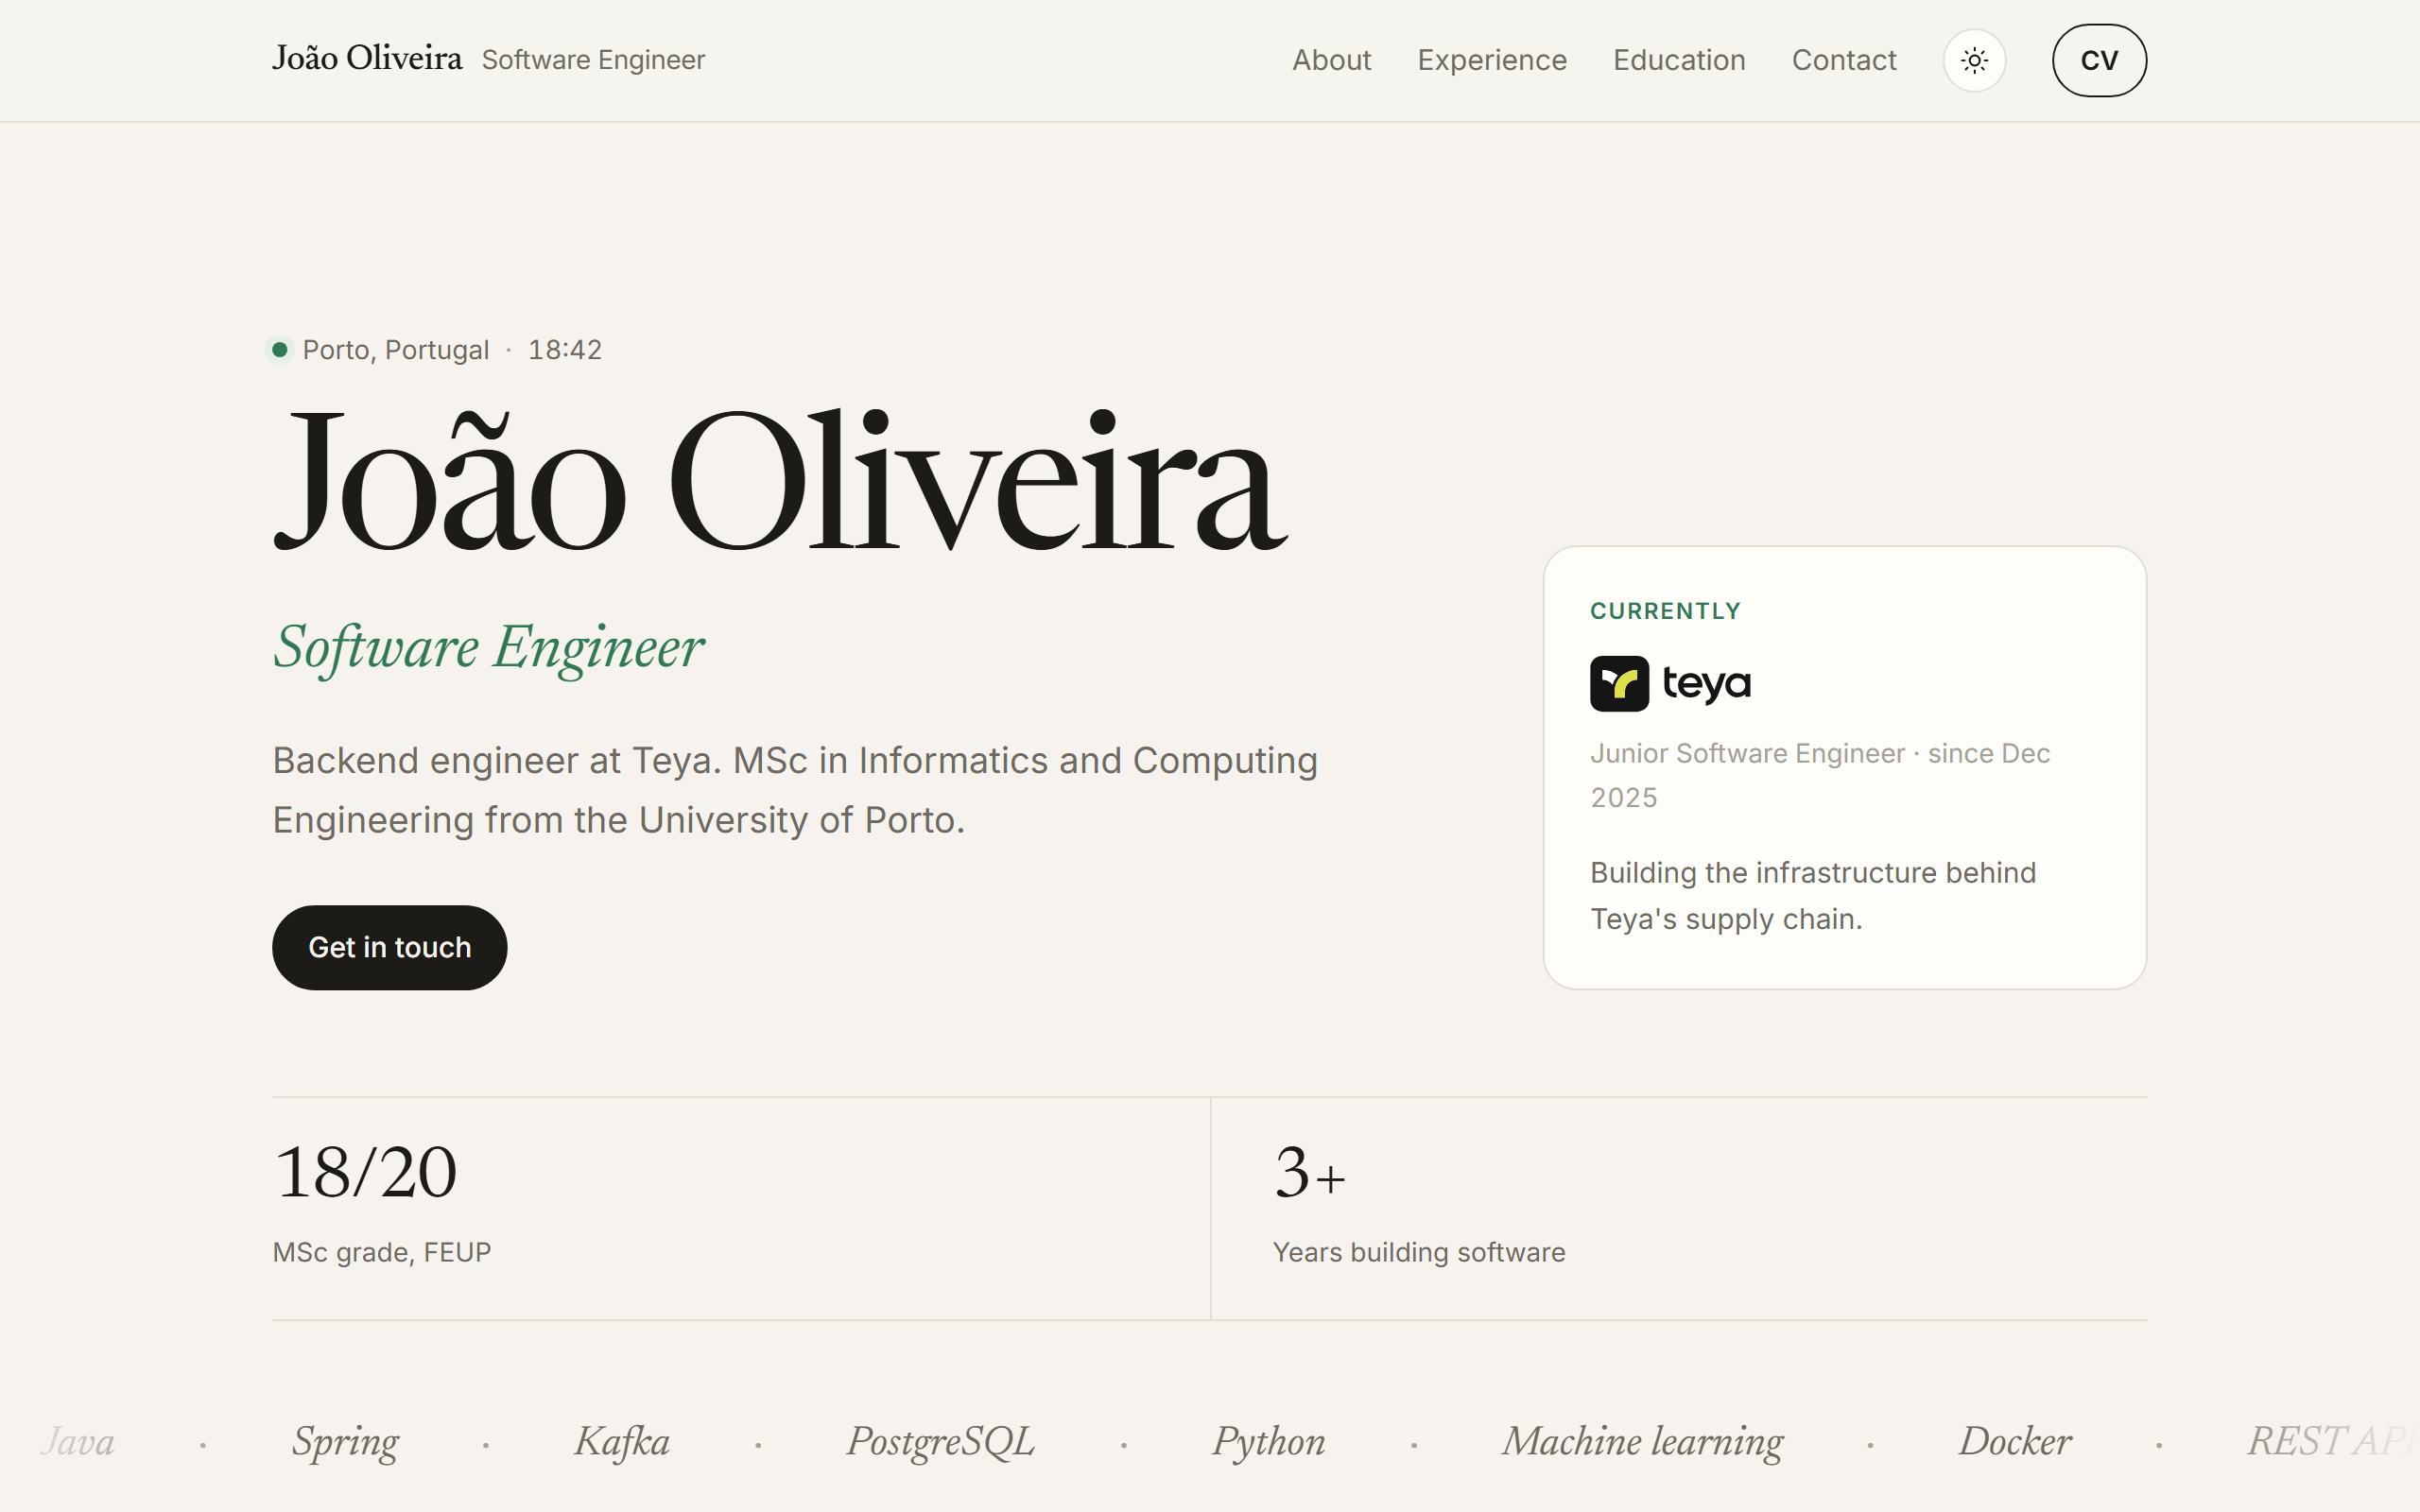 João Oliveira Software Engineer About Experience Education Contact CV
Porto, Portugal · 18:42
João Oliveira
Software Engineer
Backend engineer at Teya. MSc in Informatics and Computing
Engineering from the University of Porto.
Get in touch
CURRENTLY
teya
Junior Software Engineer · since Dec
2025
Building the infrastructure behind
Teya's supply chain.
18/20
MSc grade, FEUP
3+
Years building software
Java · Spring · Kafka · PostgreSQL · Python · Machine learning · Docker · REST API